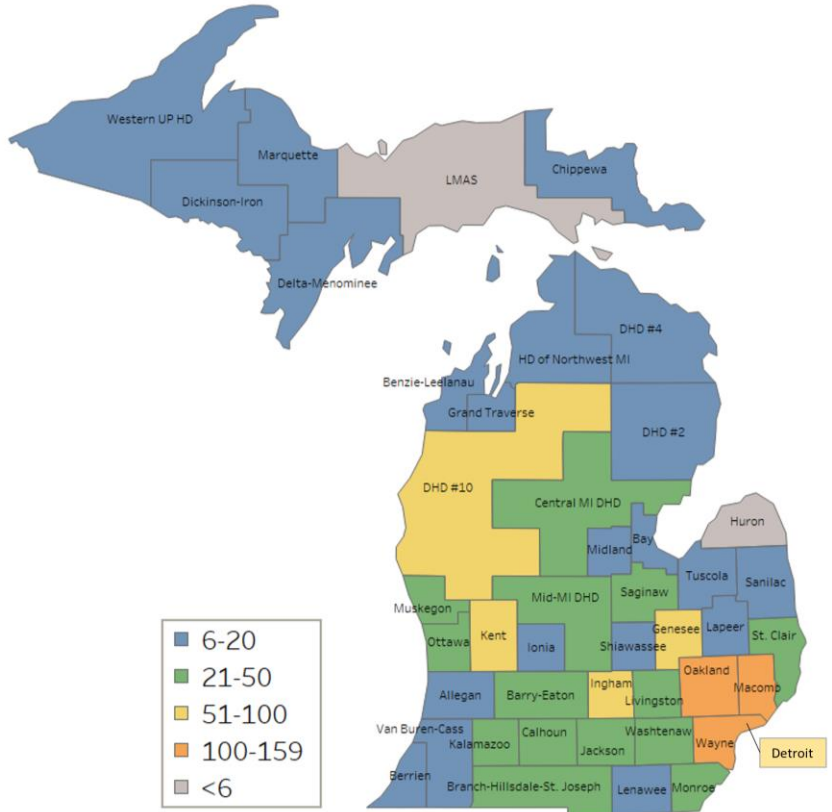 Western UP HD
Marquette
LMAS
Chippewa
Dickinson-Iron
Delta-Menominee
DHD #4
HD of Northwest MI
Benzie-Leelanau
Grand Traverse
DHD #2
DHD #10
Central MI DHD
Huron
Bay
Midland
Tuscola
Sanilac
Saginaw
Mid-MI DHD
Muskegon
Genesee
Lapeer
St. Clair
Kent
Ottawa
Ionia
Shiawassee
Oakland
Macomb
Ingham
Allegan
Barry-Eaton
Livingston
Van Buren-Cass
Kalamazoo
Calhoun
Jackson
Washtenaw
Wayne
Detroit
Berrien
Branch-Hillsdale-St. Joseph
Lenawee
Monroe
6-20
21-50
51-100
100-159
<6